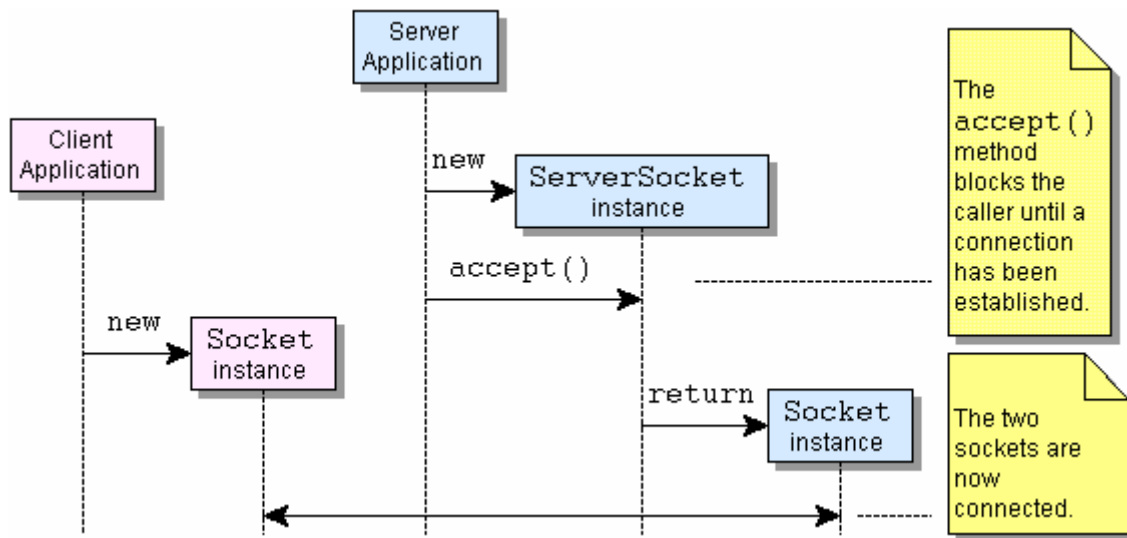 Server
Application
Client
Application
new
ServerSocket
instance
accept()
new
Socket
instance
return
Socket
instance
The
accept()
method
blocks the
caller until a
connection
has been
established.
The two
sockets are
now
connected.